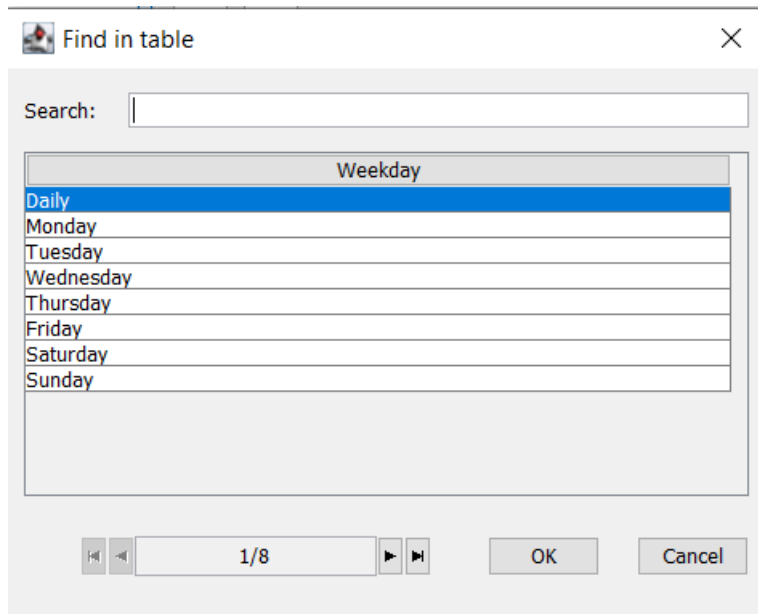 Find in table
Search:
Weekday
Daily
Monday
Tuesday
Wednesday
Thursday
Friday
Saturday
Sunday
1/8 OK Cancel